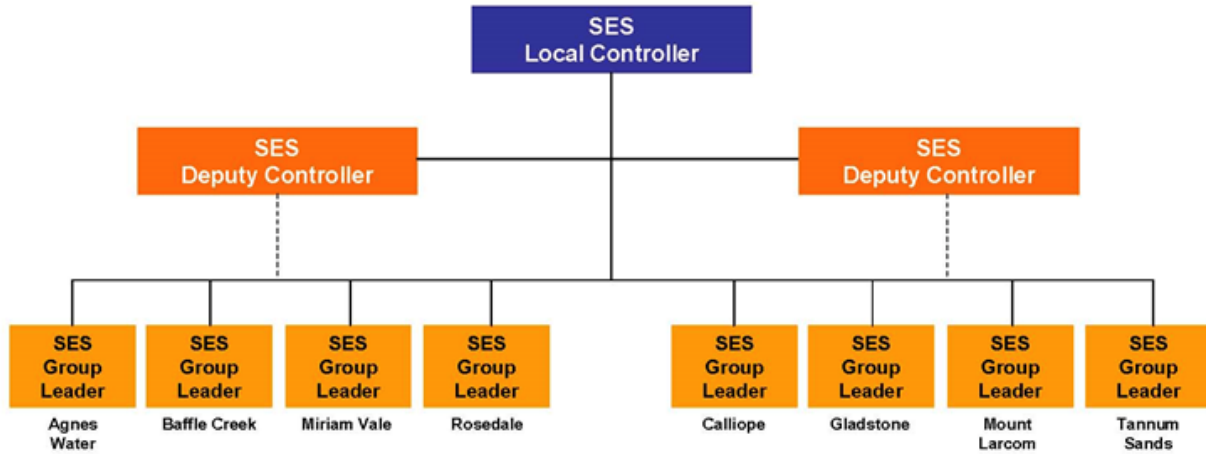 SES
Local Controller
SES
Deputy Controller
SES
Deputy Controller
SES
Group
Leader
Agnes
Water
SES
Group
Leader
Baffle Creek
SES
Group
Leader
Miriam Vale
SES
Group
Leader
Rosedale
SES
Group
Leader
Calliope
SES
Group
Leader
Gladstone
SES
Group
Leader
Mount
Larcom
SES
Group
Leader
Tannum
Sands